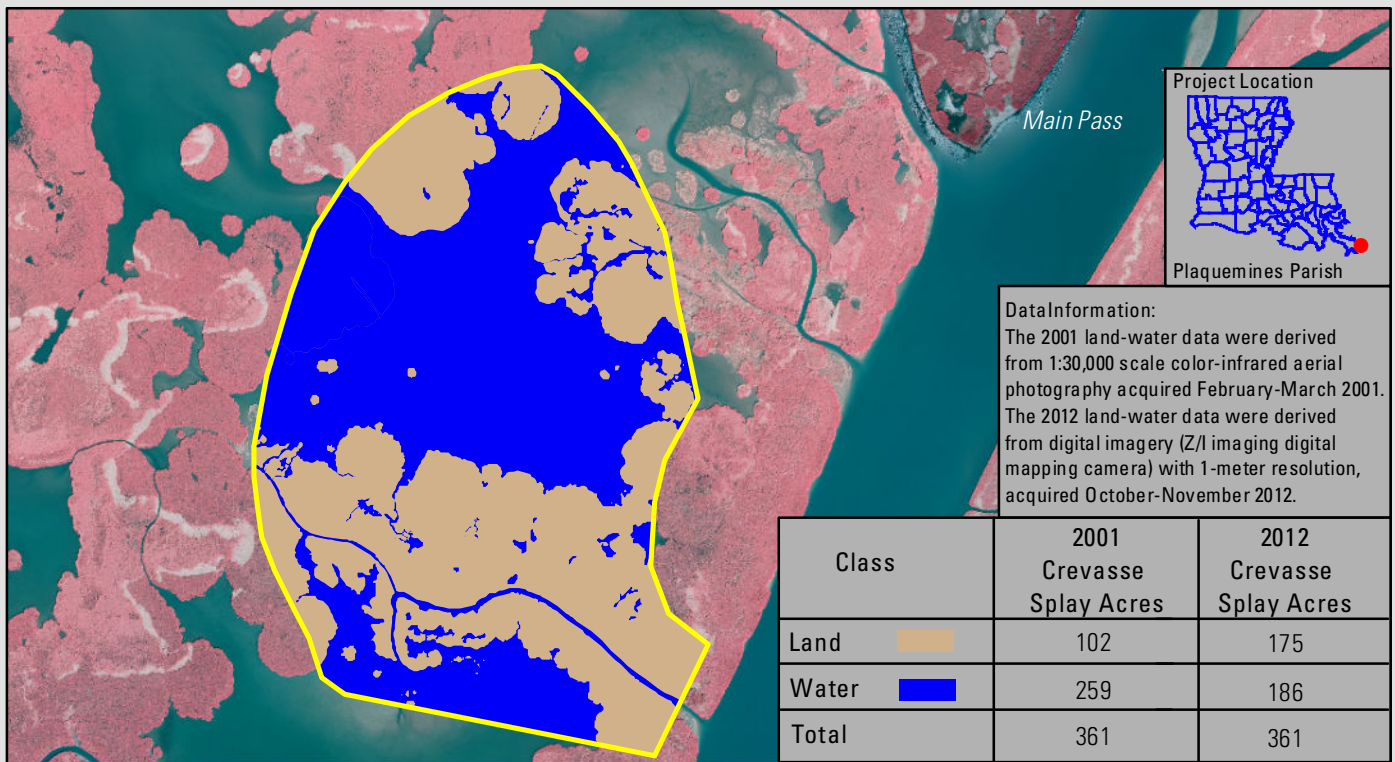 Main Pass
Project Location
Plaquemines Parish
Data Information:
The 2001 land-water data were derived
from 1:30,000 scale color-infrared aerial
photography acquired February-March 2001.
The 2012 land-water data were derived
from digital imagery (Z/I imaging digital
mapping camera) with 1-meter resolution,
acquired October-November 2012.
Class
2001
Crevasse
Splay Acres
2012
Crevasse
Splay Acres
Land 102 175
Water 259 186
Total 361 361